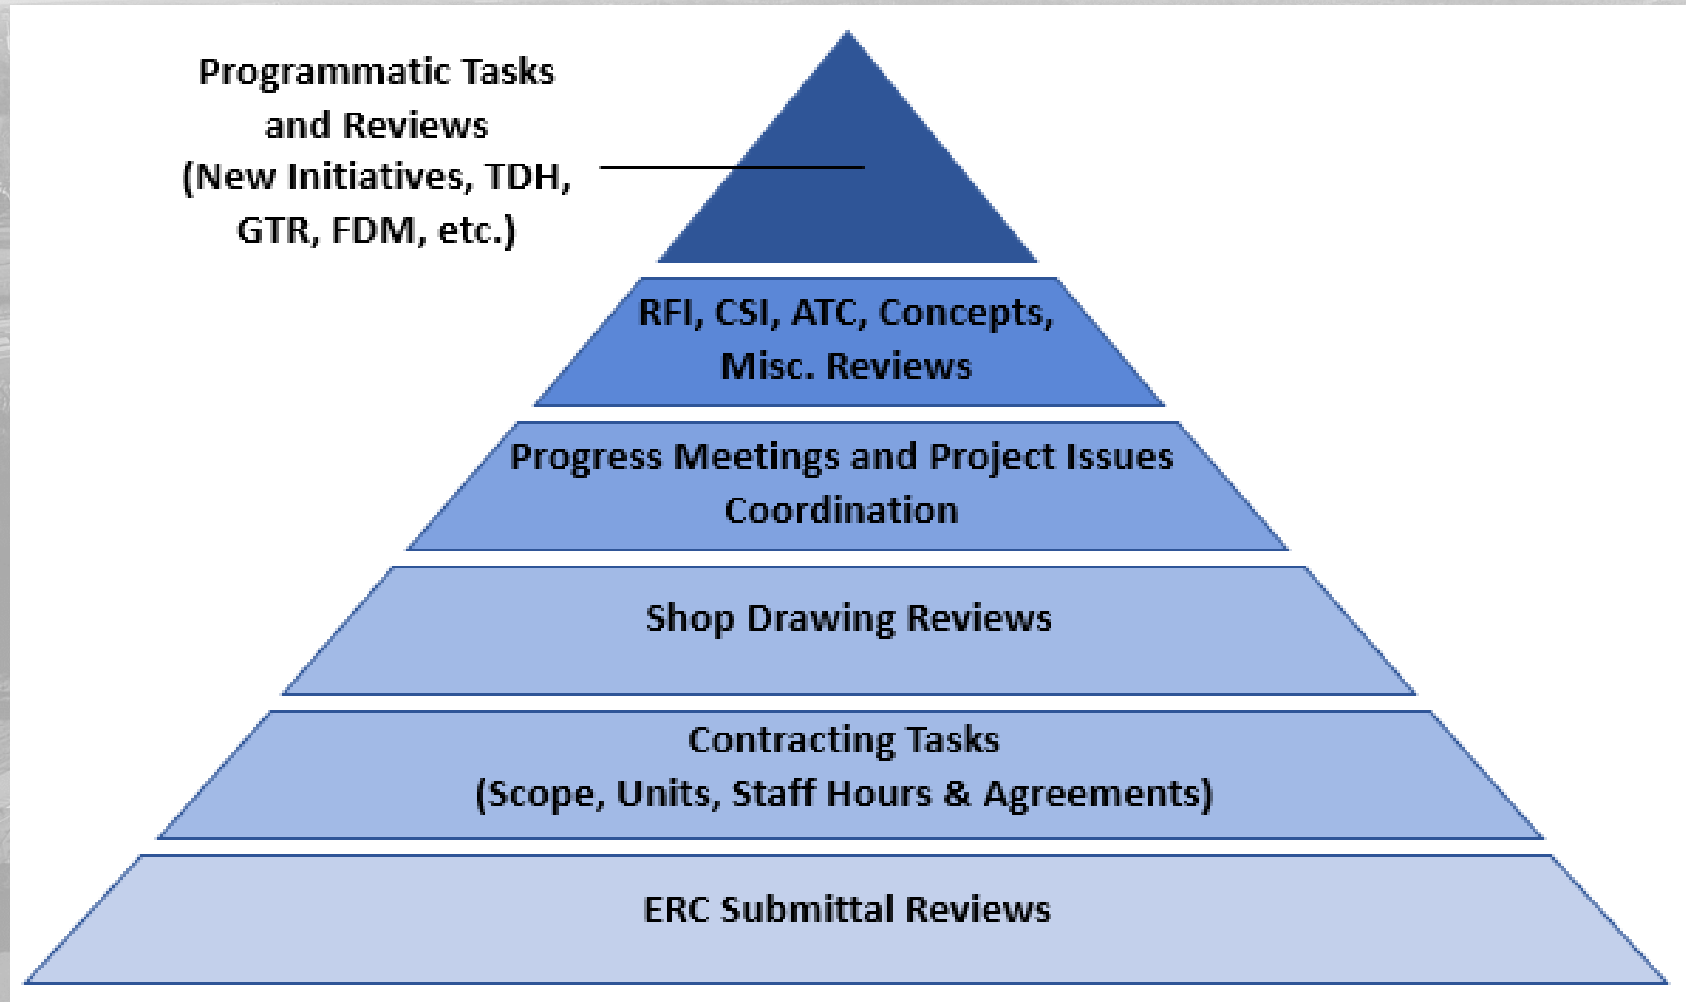 Programmatic Tasks
and Reviews
(New Initiatives, TDH,
GTR, FDM, etc.)
RFI, CSI, ATC, Concepts,
Misc. Reviews
Progress Meetings and Project Issues
Coordination
Shop Drawing Reviews
Contracting Tasks
(Scope, Units, Staff Hours & Agreements)
ERC Submittal Reviews